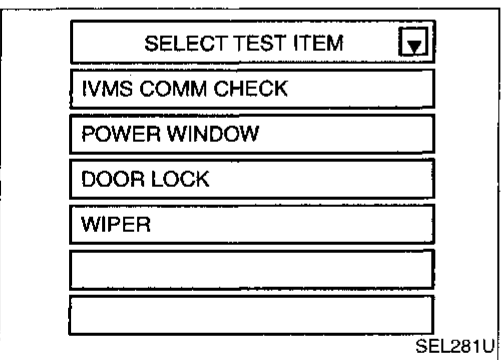 SELECT TEST ITEM
IVMS COMM CHECK
POWER WINDOW
DOOR LOCK
WIPER
SEL281U